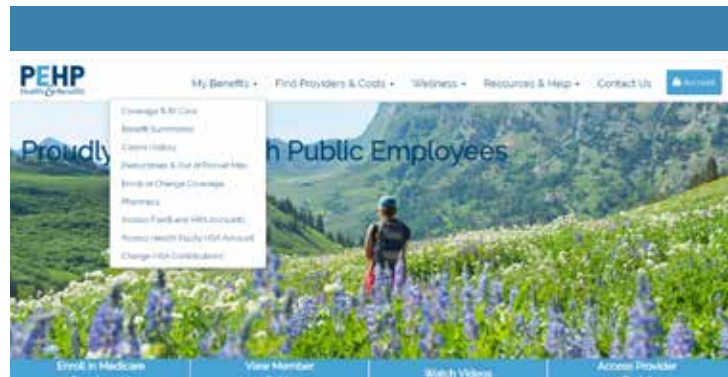 PEHP
Health & Benefits
My Benefits
Find Providers & Costs
Wellness
Resources & Help
Contact Us
Account
Coverage & ID Card
Benefit Summaries
Claims History
Deductibles & Out of Pocket Max
Enroll or Change Coverage
Pharmacy
Access FlexB and HRA Accounts
Access Health Equity HSA Account
Change HSA Contributions
Proudly h Public Employees
Enroll in Medicare
View Member
Watch Videos
Access Provider